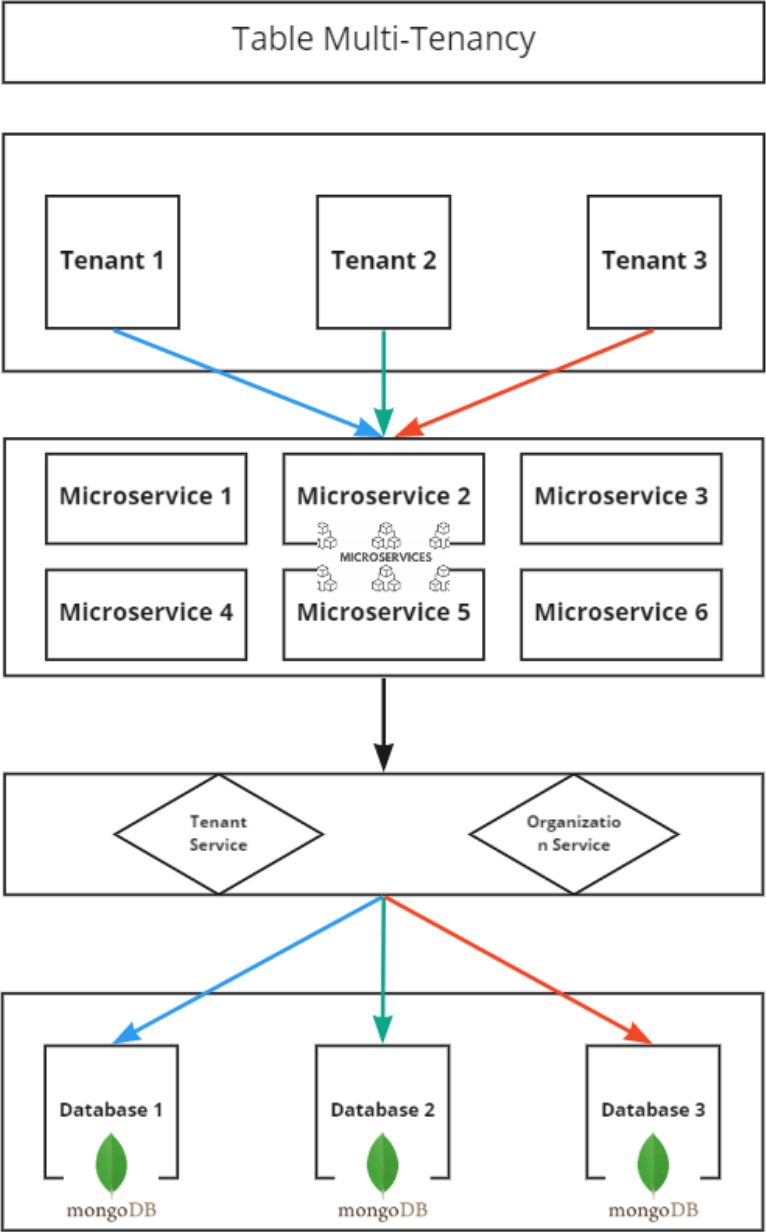 Table Multi-Tenancy
Tenant 1
Tenant 2
Tenant 3
Microservice 1
Microservice 2
Microservice 3
MICROSERVICES
Microservice 4
Microservice 5
Microservice 6
Tenant
Service
Organizatio
n Service
Database 1
Database 2
Database 3
mongoDB
mongoDB
mongoDB